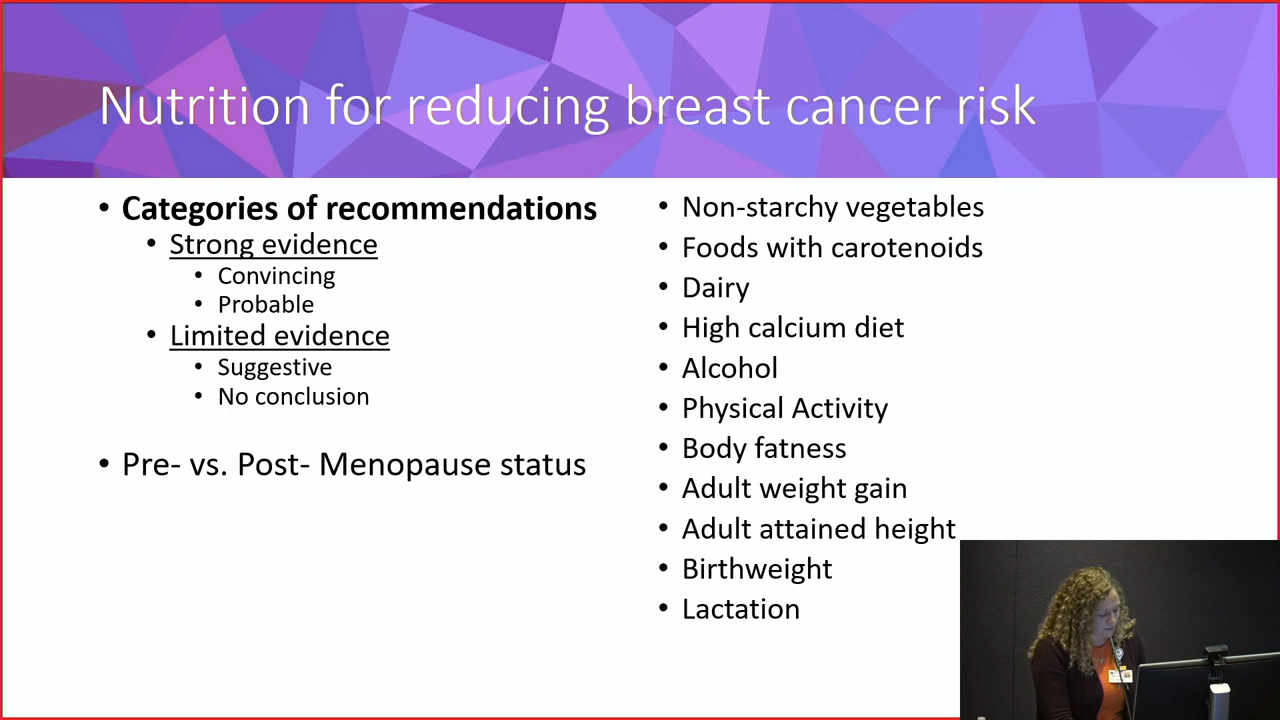 Nutrition for reducing breast cancer risk
• Categories of recommendations
• Strong evidence
• Convincing
• Probable
• Limited evidence
• Suggestive
• No conclusion
• Pre- vs. Post- Menopause status
• Non-starchy vegetables
• Foods with carotenoids
• Dairy
• High calcium diet
• Alcohol
• Physical Activity
• Body fatness
• Adult weight gain
• Adult attained height
• Birthweight
• Lactation